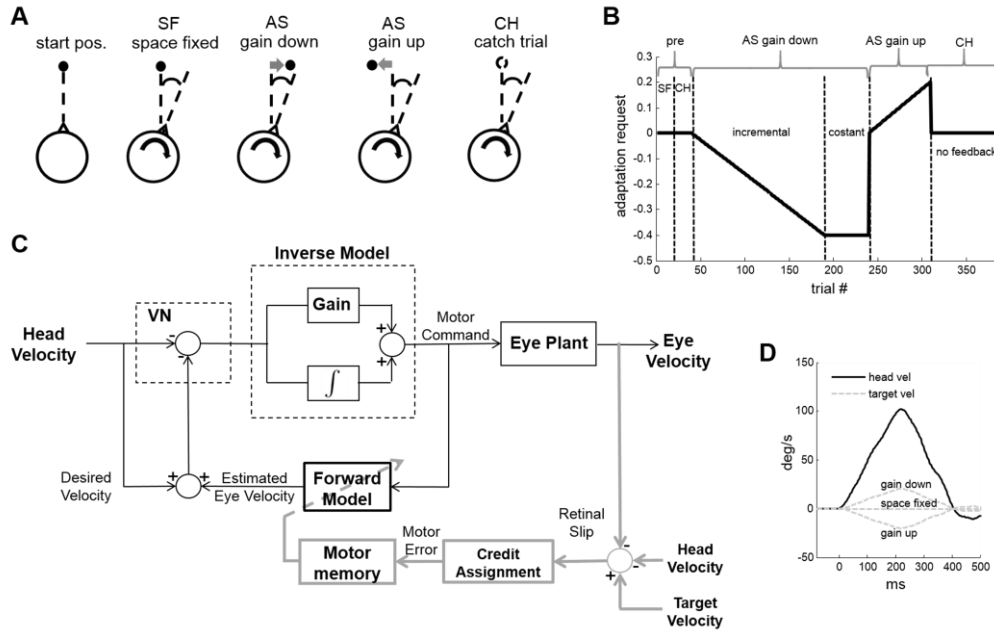 A
start pos.
SF
space fixed
AS
gain down
AS
gain up
CH
catch trial
B
pre
AS gain down
AS gain up
CH
0.3
0.2
0.1
0
-0.1
-0.2
-0.3
-0.4
-0.5
SF
CH
incremental
costant
no feedback
adaptation request
0
50
100
150
200
250
300
350
trial #
C
Inverse Model
VN
Gain
Motor
Command
Head
Velocity
-
-
+
+
∫
Eye Plant
Eye
Velocity
Desired
Velocity
+
+
Estimated
Eye Velocity
Forward
Model
Motor
memory
Motor
Error
Credit
Assignment
Retinal
Slip
-
-
+
Head
Velocity
Target
Velocity
D
head vel
target vel
150
100
50
0
-50
deg/s
gain down
space fixed
gain up
0
100
200
300
400
500
ms